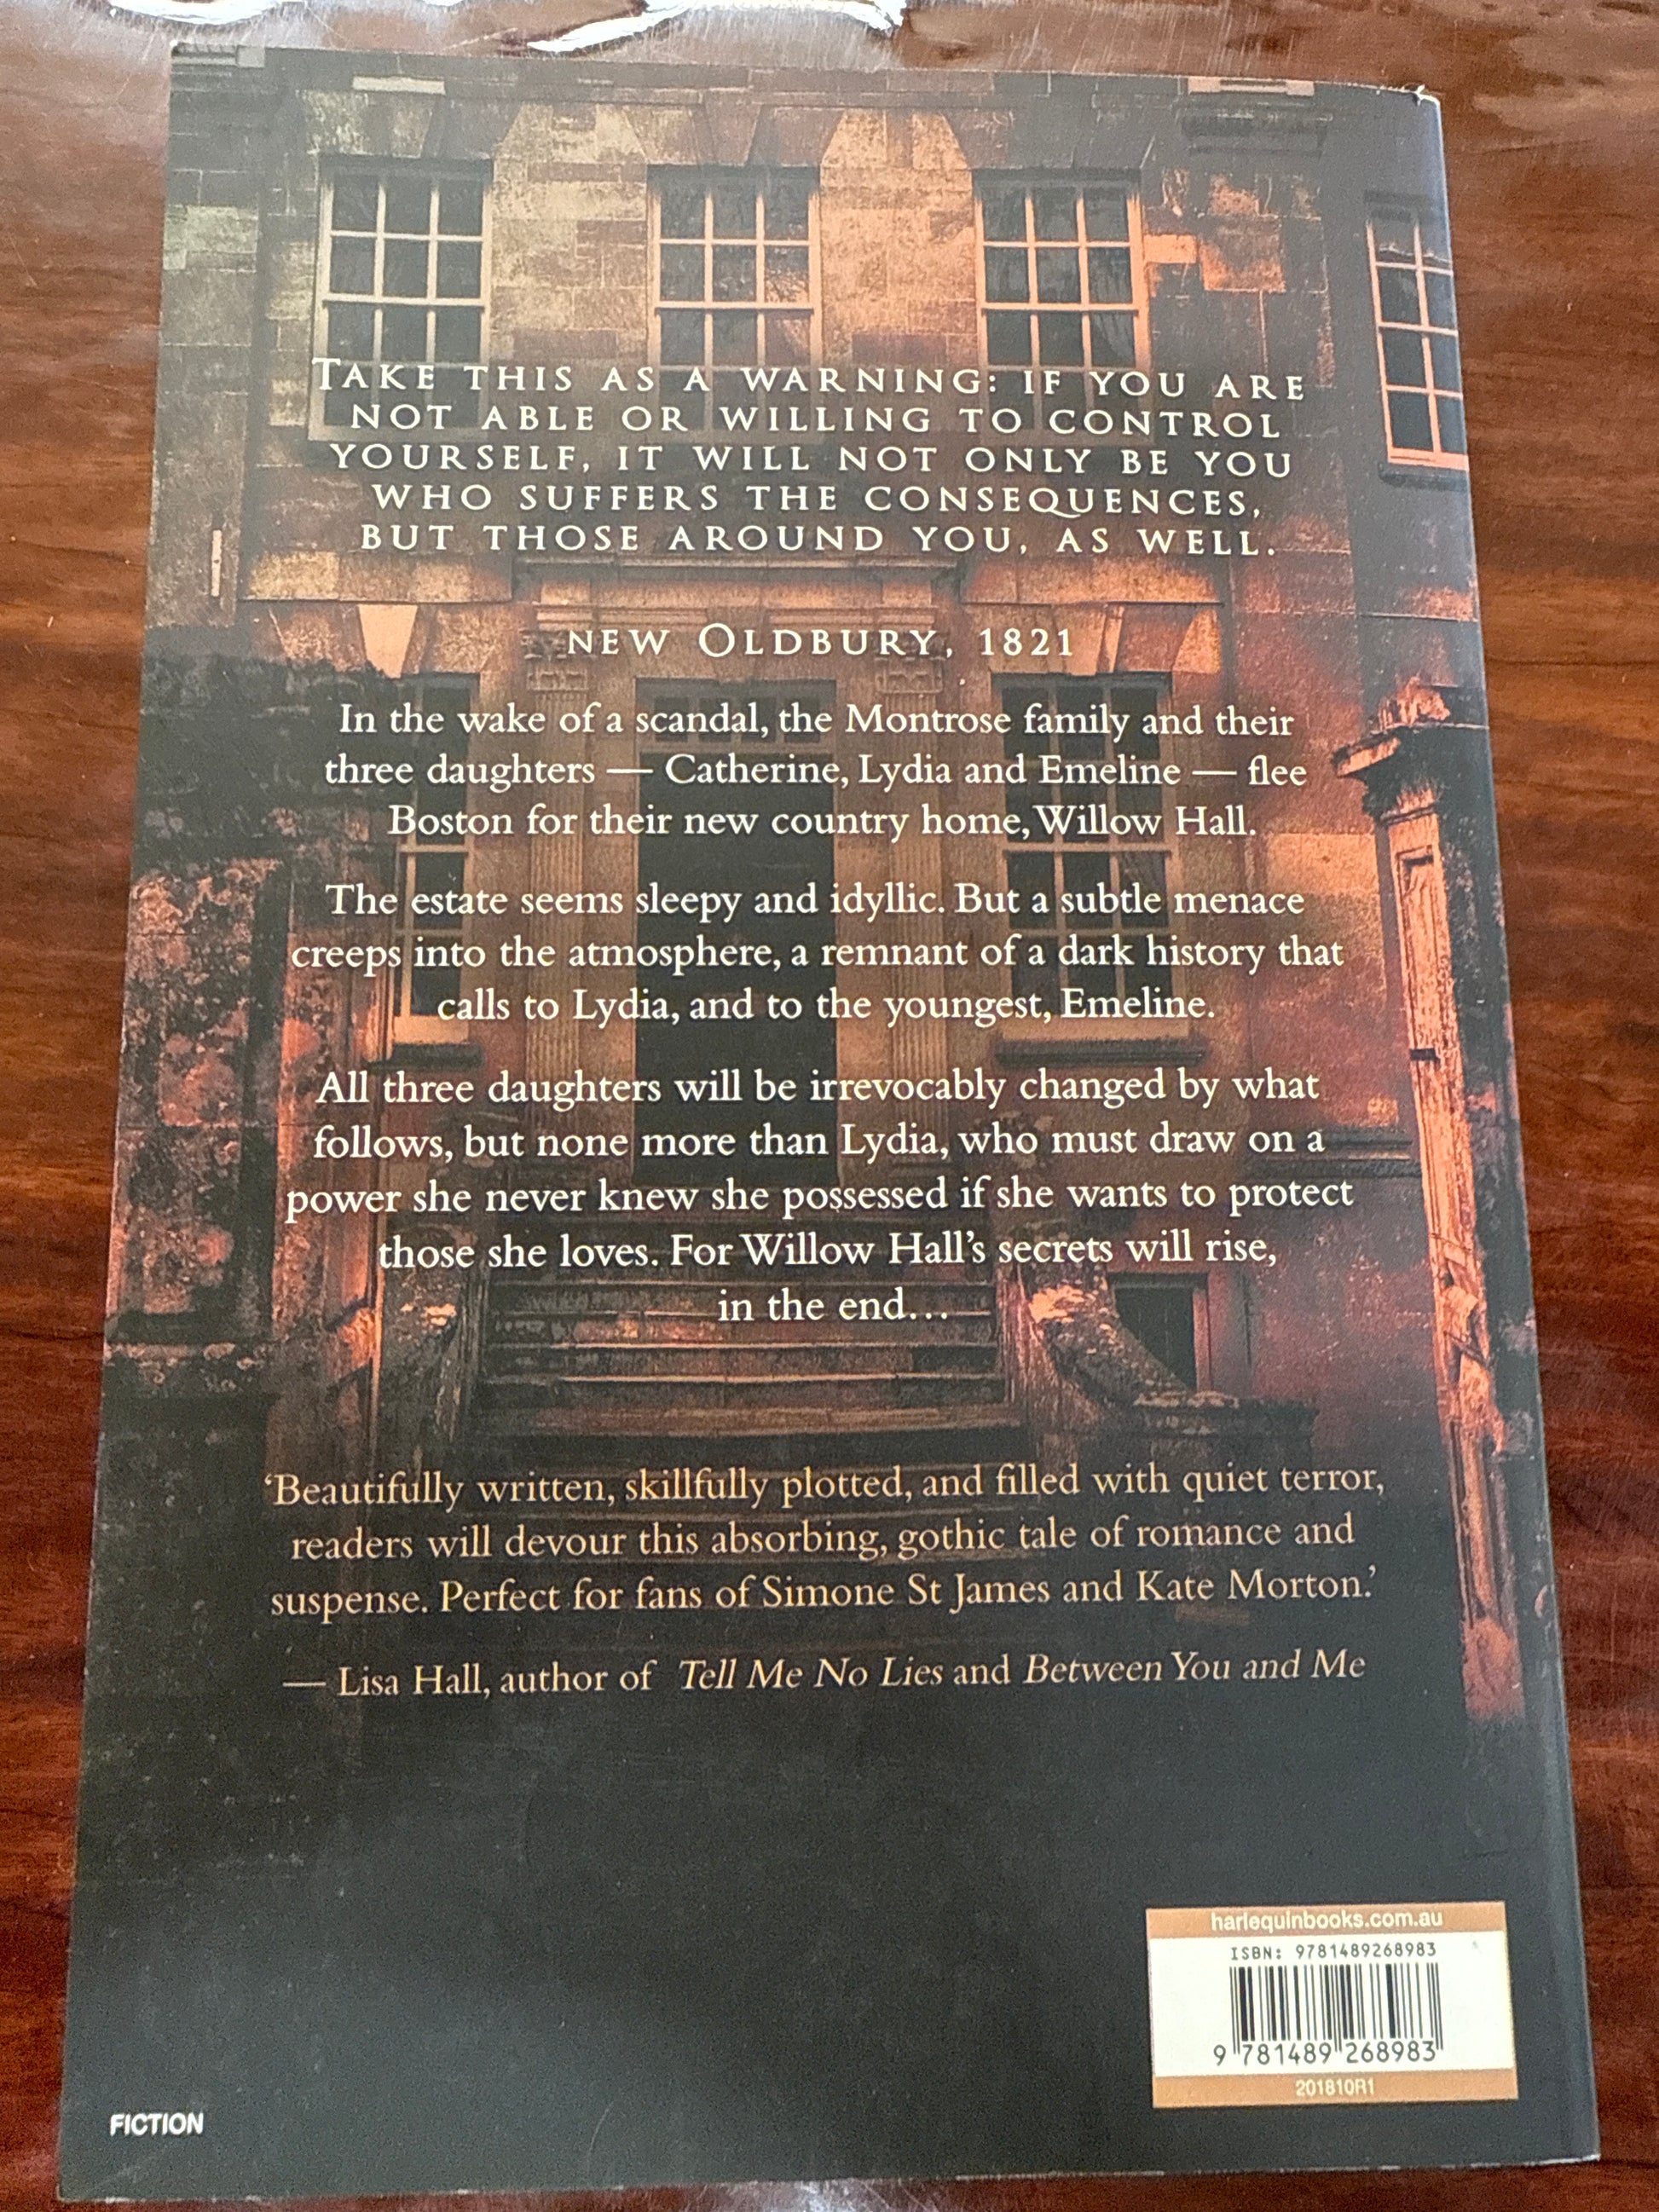 TAKE THIS AS A WARNING: IF YOU ARE
NOT ABLE OR WILLING TO CONTROL
YOURSELF, IT WILL NOT ONLY BE YOU
WHO SUFFERS THE CONSEQUENCES,
BUT THOSE AROUND YOU, AS WELL.
NEW OLDBURY, 1821
In the wake of a scandal, the Montrose family and their
three daughters — Catherine, Lydia and Emeline — flee
Boston for their new country home, Willow Hall.
The estate seems sleepy and idyllic. But a subtle menace
creeps into the atmosphere, a remnant of a dark history that
calls to Lydia, and to the youngest, Emeline.
All three daughters will be irrevocably changed by what
follows, but none more than Lydia, who must draw on a
power she never knew she possessed if she wants to protect
those she loves. For Willow Hall’s secrets will rise,
in the end…
‘Beautifully written, skillfully plotted, and filled with quiet terror,
readers will devour this absorbing, gothic tale of romance and
suspense. Perfect for fans of Simone St James and Kate Morton.’
— Lisa Hall, author of Tell Me No Lies and Between You and Me
harlequinbooks.com.au
ISBN: 9781489268983
9 781489 268983
201810R1
FICTION